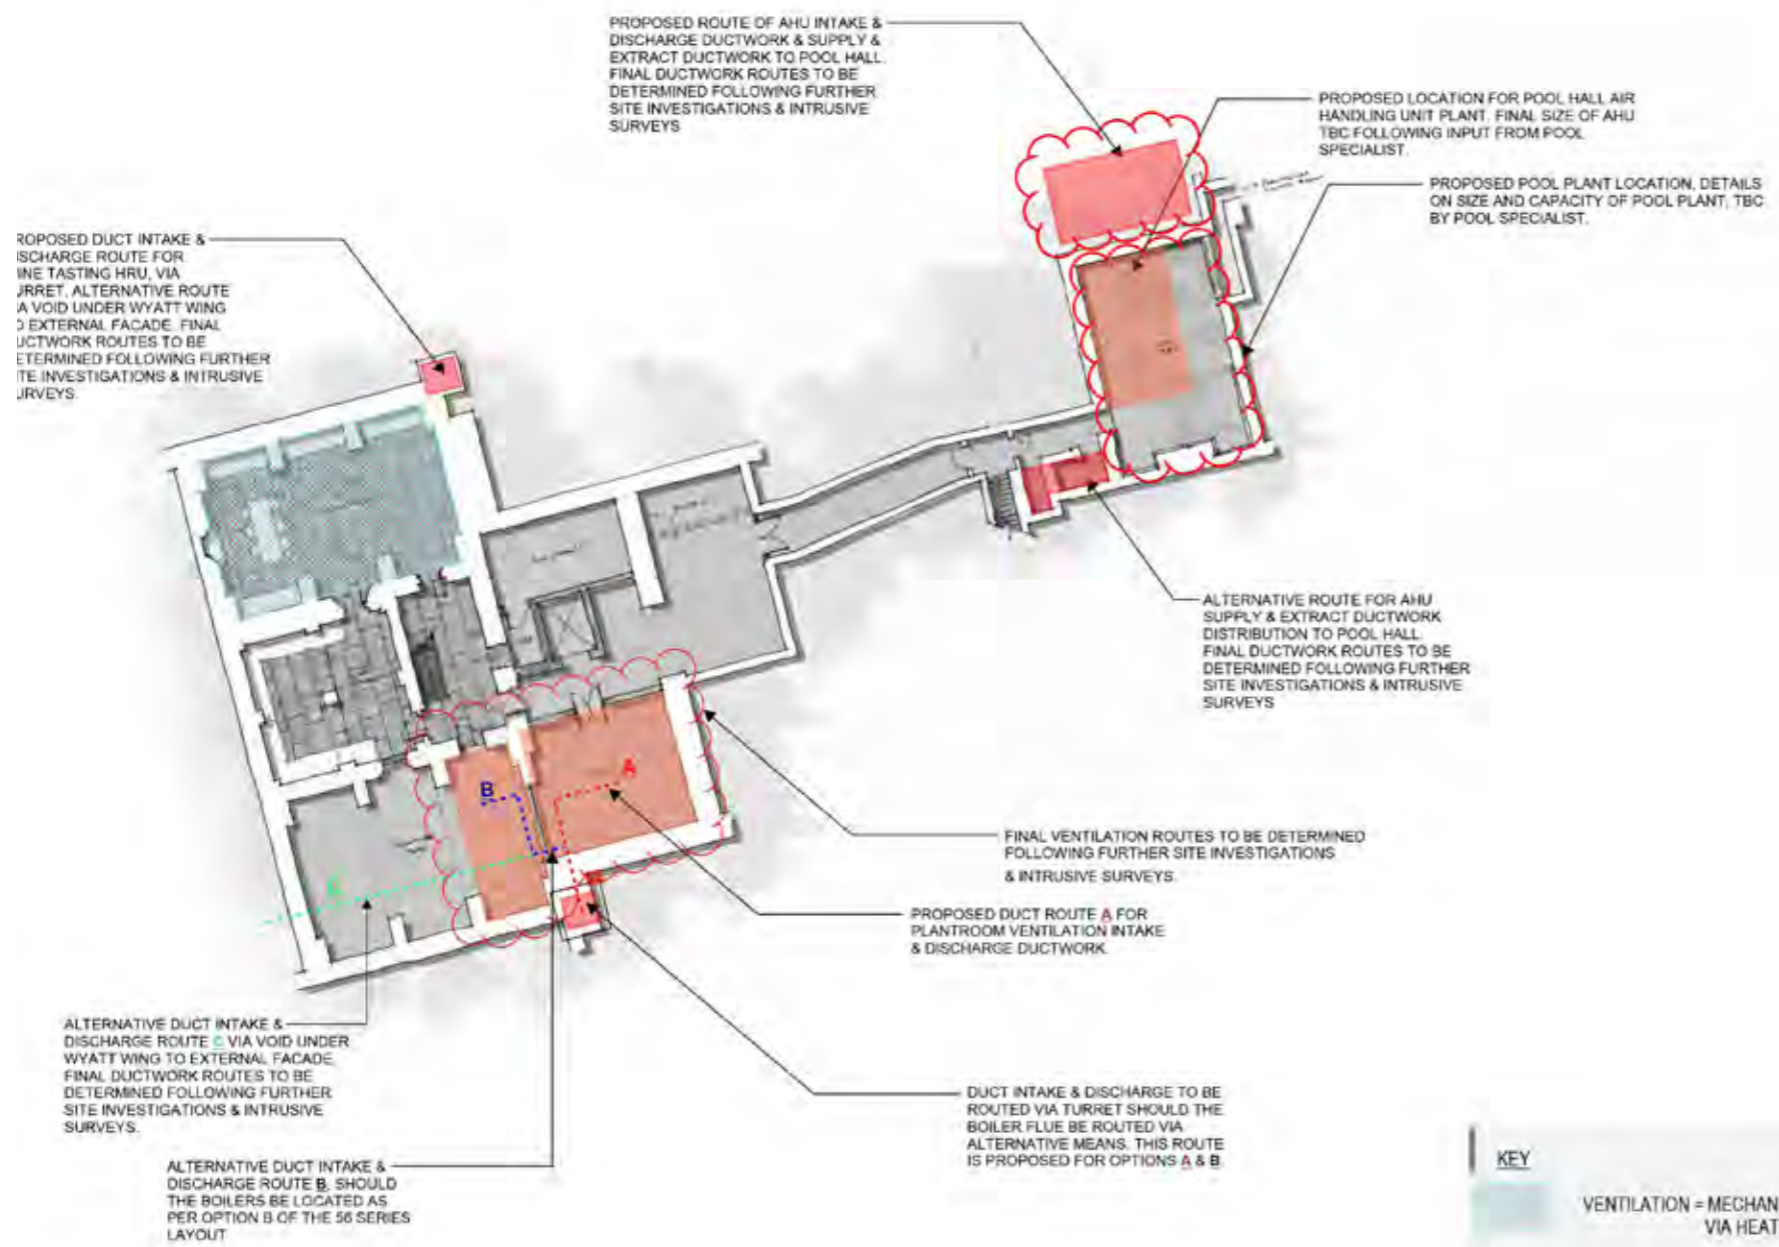 PROPOSED ROUTE OF AHU INTAKE &
DISCHARGE DUCTWORK & SUPPLY &
EXTRACT DUCTWORK TO POOL HALL.
FINAL DUCTWORK ROUTES TO BE
DETERMINED FOLLOWING FURTHER
SITE INVESTIGATIONS & INTRUSIVE
SURVEYS
PROPOSED LOCATION FOR POOL HALL AIR
HANDLING UNIT PLANT. FINAL SIZE OF AHU
TBC FOLLOWING INPUT FROM POOL
SPECIALIST.
PROPOSED POOL PLANT LOCATION, DETAILS
ON SIZE AND CAPACITY OF POOL PLANT, TBC
BY POOL SPECIALIST.
ROPOSED DUCT INTAKE &
ISCHARGE ROUTE FOR
INE TASTING HRU, VIA
URRET, ALTERNATIVE ROUTE
IA VOID UNDER WYATT WING
O EXTERNAL FACADE. FINAL
UCTWORK ROUTES TO BE
ETERMINED FOLLOWING FURTHER
ITE INVESTIGATIONS & INTRUSIVE
URVEYS.
ALTERNATIVE ROUTE FOR AHU
SUPPLY & EXTRACT DUCTWORK
DISTRIBUTION TO POOL HALL.
FINAL DUCTWORK ROUTES TO BE
DETERMINED FOLLOWING FURTHER
SITE INVESTIGATIONS & INTRUSIVE
SURVEYS
A
B
C
FINAL VENTILATION ROUTES TO BE DETERMINED
FOLLOWING FURTHER SITE INVESTIGATIONS
& INTRUSIVE SURVEYS.
PROPOSED DUCT ROUTE A FOR
PLANTROOM VENTILATION INTAKE
& DISCHARGE DUCTWORK.
ALTERNATIVE DUCT INTAKE &
DISCHARGE ROUTE C VIA VOID UNDER
WYATT WING TO EXTERNAL FACADE.
FINAL DUCTWORK ROUTES TO BE
DETERMINED FOLLOWING FURTHER
SITE INVESTIGATIONS & INTRUSIVE
SURVEYS.
DUCT INTAKE & DISCHARGE TO BE
ROUTED VIA TURRET SHOULD THE
BOILER FLUE BE ROUTED VIA
ALTERNATIVE MEANS. THIS ROUTE
IS PROPOSED FOR OPTIONS A & B.
ALTERNATIVE DUCT INTAKE &
DISCHARGE ROUTE B, SHOULD
THE BOILERS BE LOCATED AS
PER OPTION B OF THE 56 SERIES
LAYOUT
KEY
VENTILATION = MECHAN
VIA HEAT